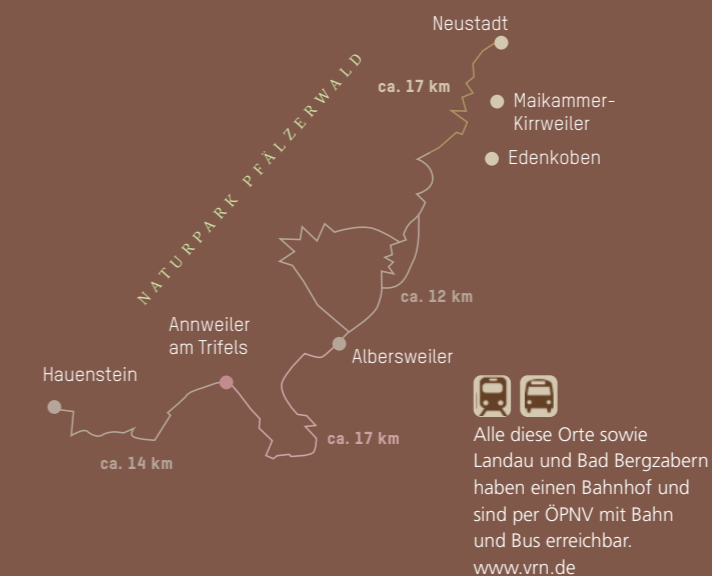 Neustadt
ca. 17 km
Maikammer-
Kirrweiler
NATURPARK PFÄLZERWALD
Edenkoben
ca. 12 km
Annweiler
am Trifels
Albersweiler
Hauenstein
ca. 17 km
ca. 14 km
Alle diese Orte sowie
Landau und Bad Bergzabern
haben einen Bahnhof und
sind per ÖPNV mit Bahn
und Bus erreichbar.
www.vrn.de